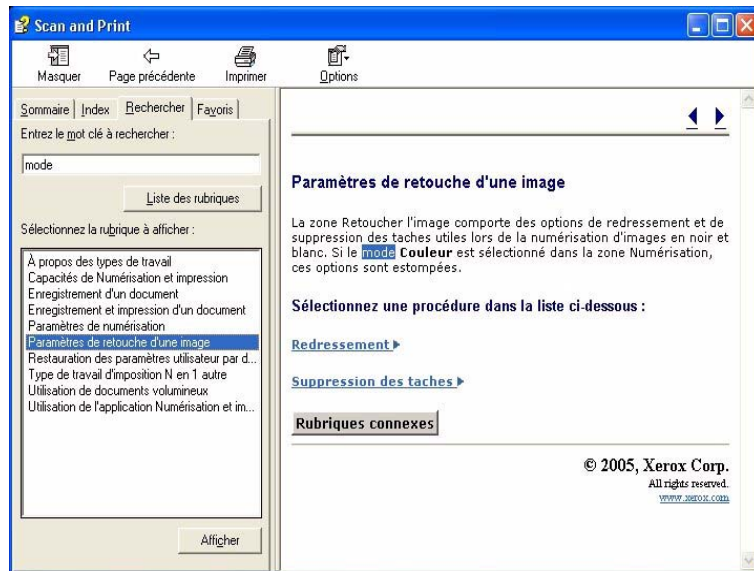 Scan and Print
Masquer Page précédente Imprimer Options
Sommaire Index Rechercher Favoris
Entrez le mot clé à rechercher :
mode
Liste des rubriques
Sélectionnez la rubrique à afficher :
À propos des types de travail
Capacités de Numérisation et impression
Enregistrement d'un document
Enregistrement et impression d'un document
Paramètres de numérisation
Paramètres de retouche d'une image
Restauration des paramètres utilisateur par d...
Type de travail d'imposition N en 1 autre
Utilisation de documents volumineux
Utilisation de l'application Numérisation et im...
Afficher
Paramètres de retouche d'une image
La zone Retoucher l'image comporte des options de redressement et de
suppression des taches utiles lors de la numérisation d'images en noir et
blanc. Si le mode Couleur est sélectionné dans la zone Numérisation,
ces options sont estompées.
Sélectionnez une procédure dans la liste ci-dessous :
Redressement
Suppression des taches
Rubriques connexes
© 2005, Xerox Corp.
All rights reserved.
www.xerox.com